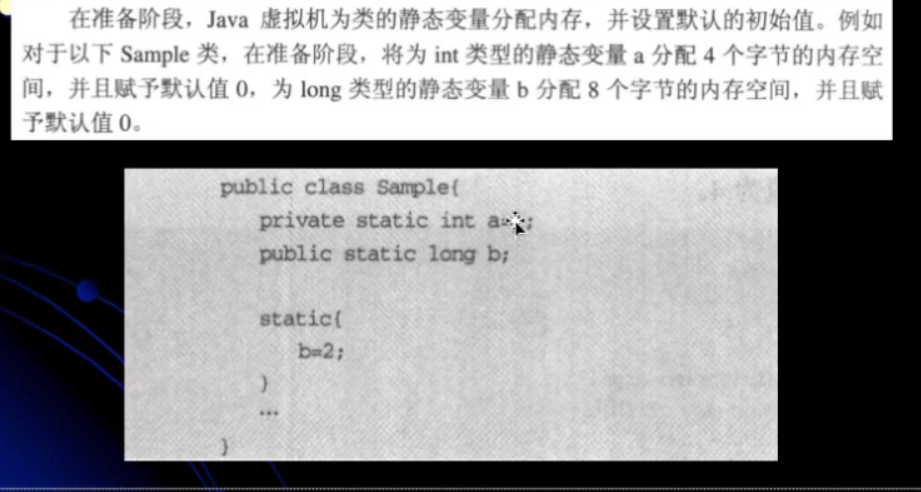 在准备阶段，Java 虚拟机为类的静态变量分配内存，并设置默认的初始值。例如
对于以下 Sample 类，在准备阶段，将为 int 类型的静态变量 a 分配 4 个字节的内存空
间，并且赋予默认值 0，为 long 类型的静态变量 b 分配 8 个字节的内存空间，并且赋
予默认值 0。
public class Sample{
private static int a=;
public static long b;
static{
b=2;
}
...
}